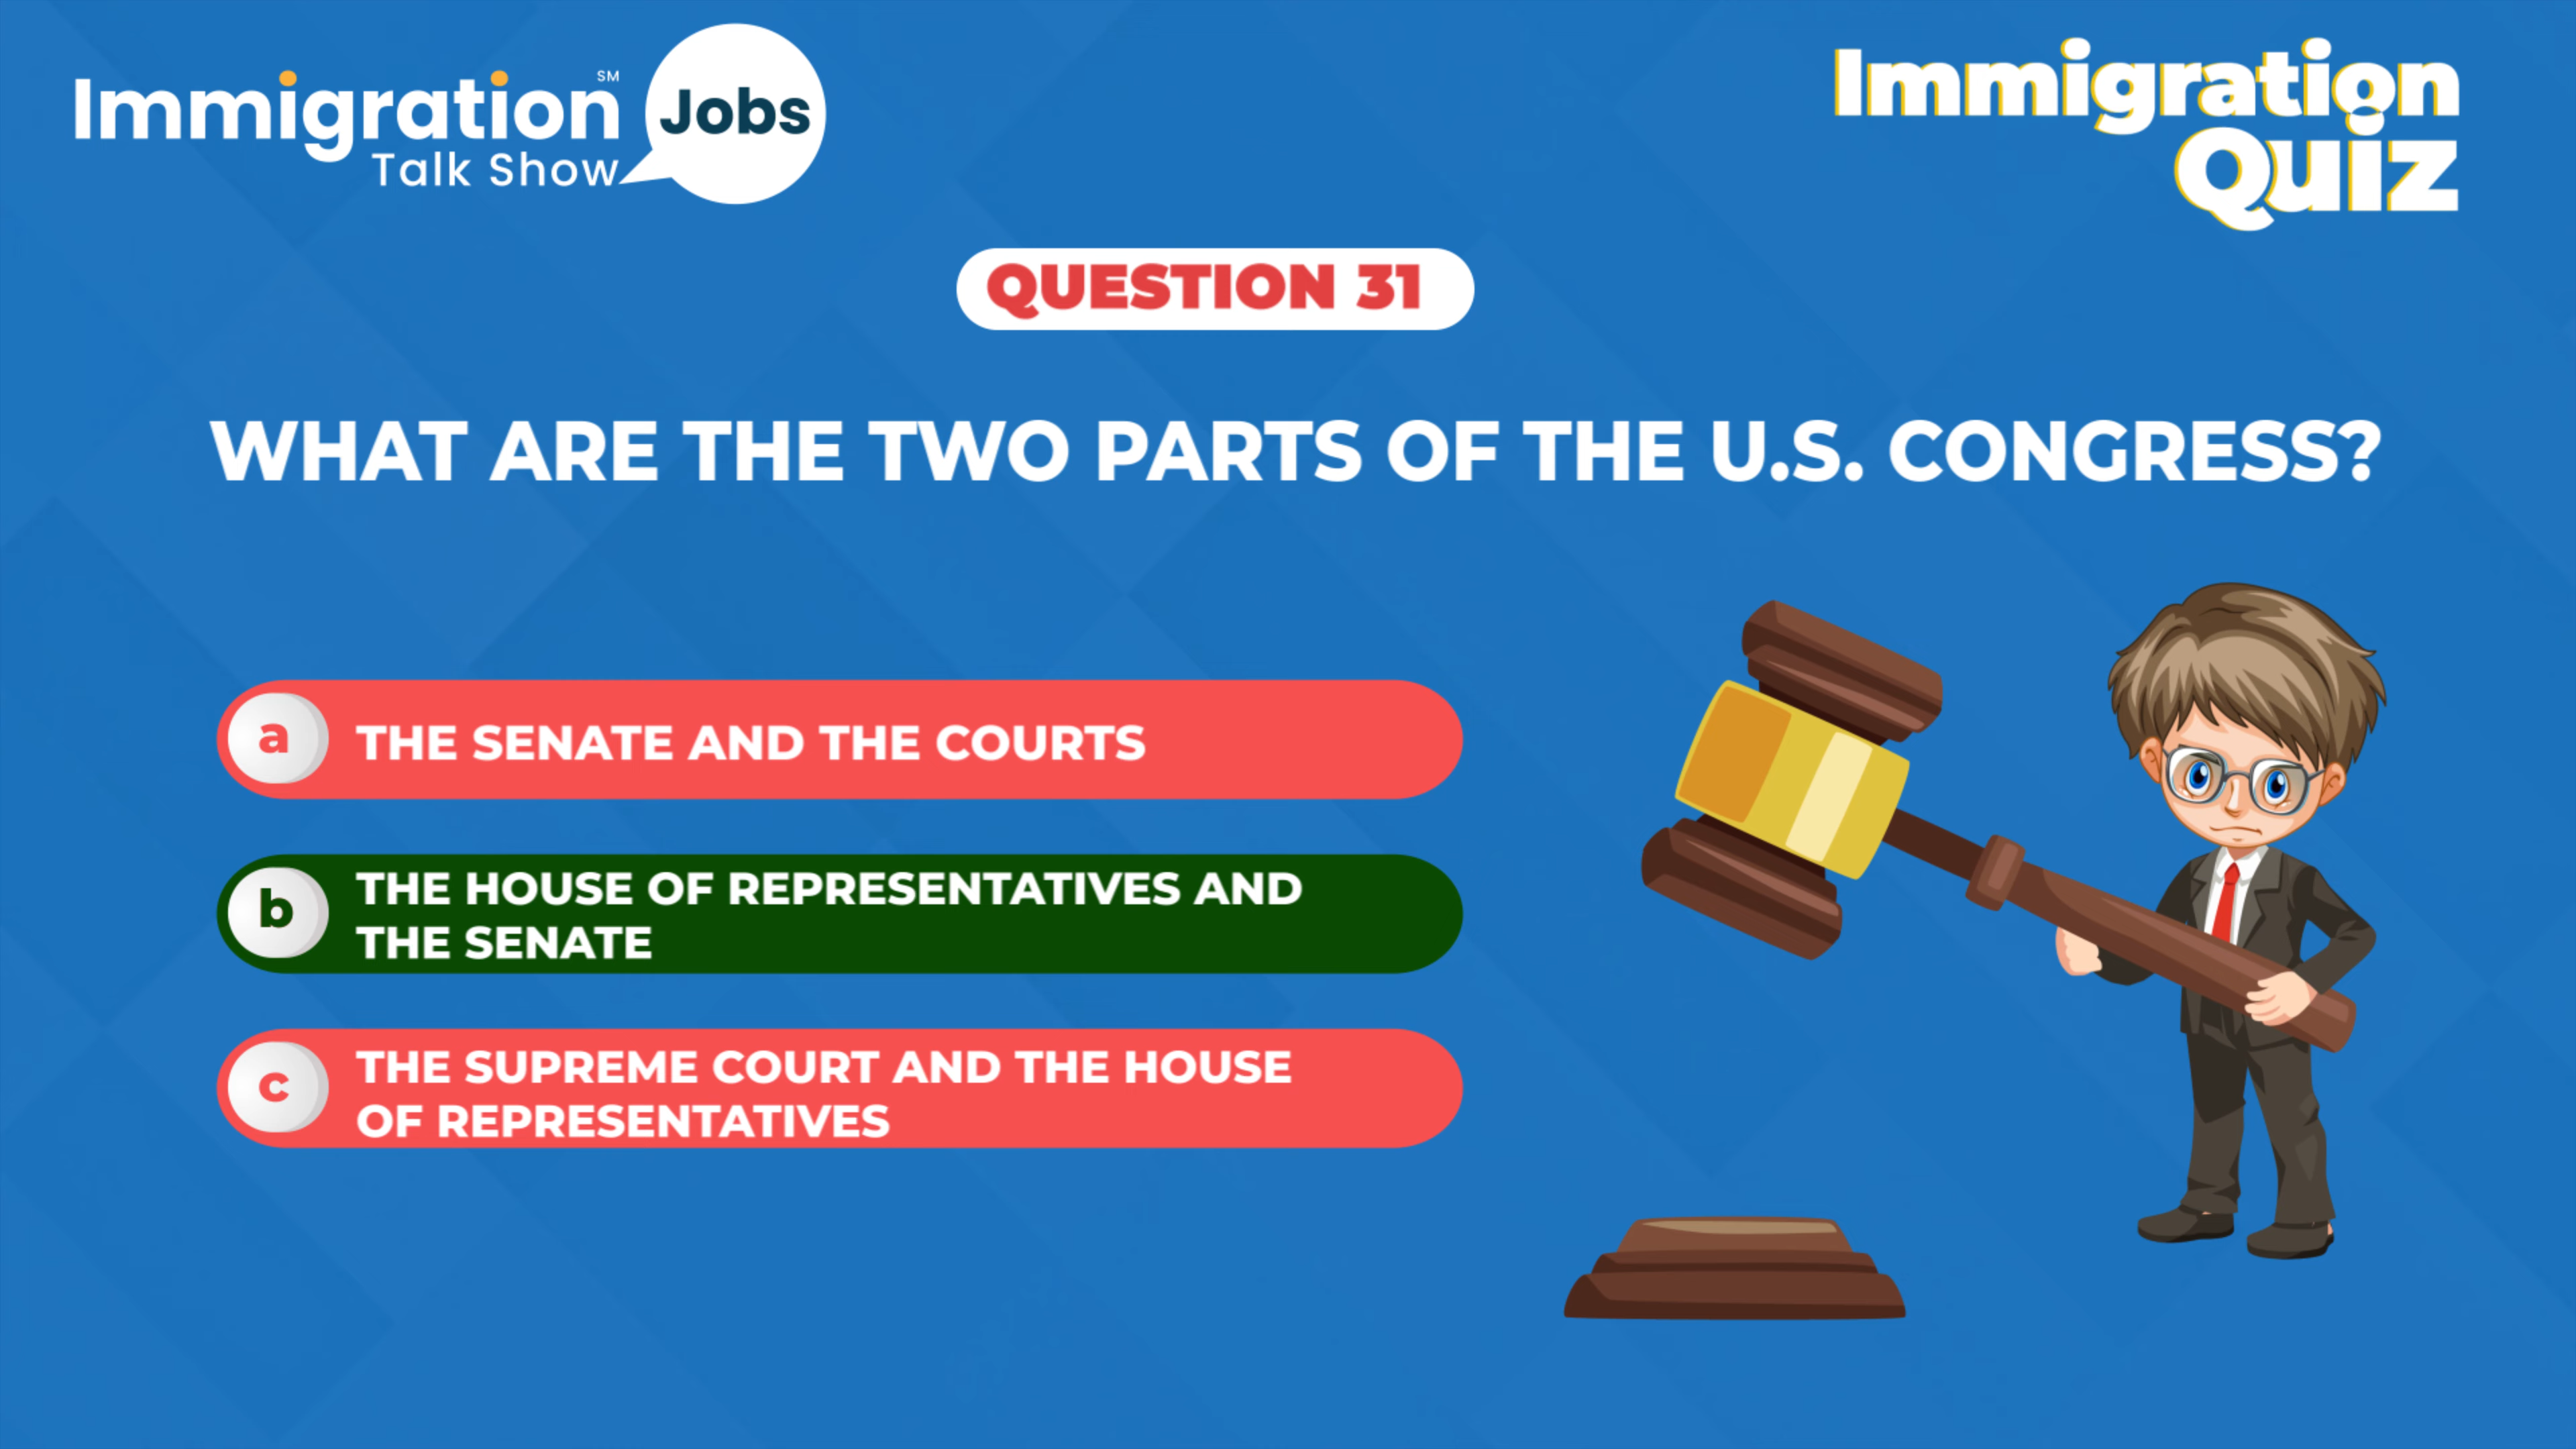 Immigration SM
Talk Show
Jobs
Immigration
Quiz
QUESTION 31
WHAT ARE THE TWO PARTS OF THE U.S. CONGRESS?
a THE SENATE AND THE COURTS
b THE HOUSE OF REPRESENTATIVES AND
THE SENATE
c THE SUPREME COURT AND THE HOUSE
OF REPRESENTATIVES